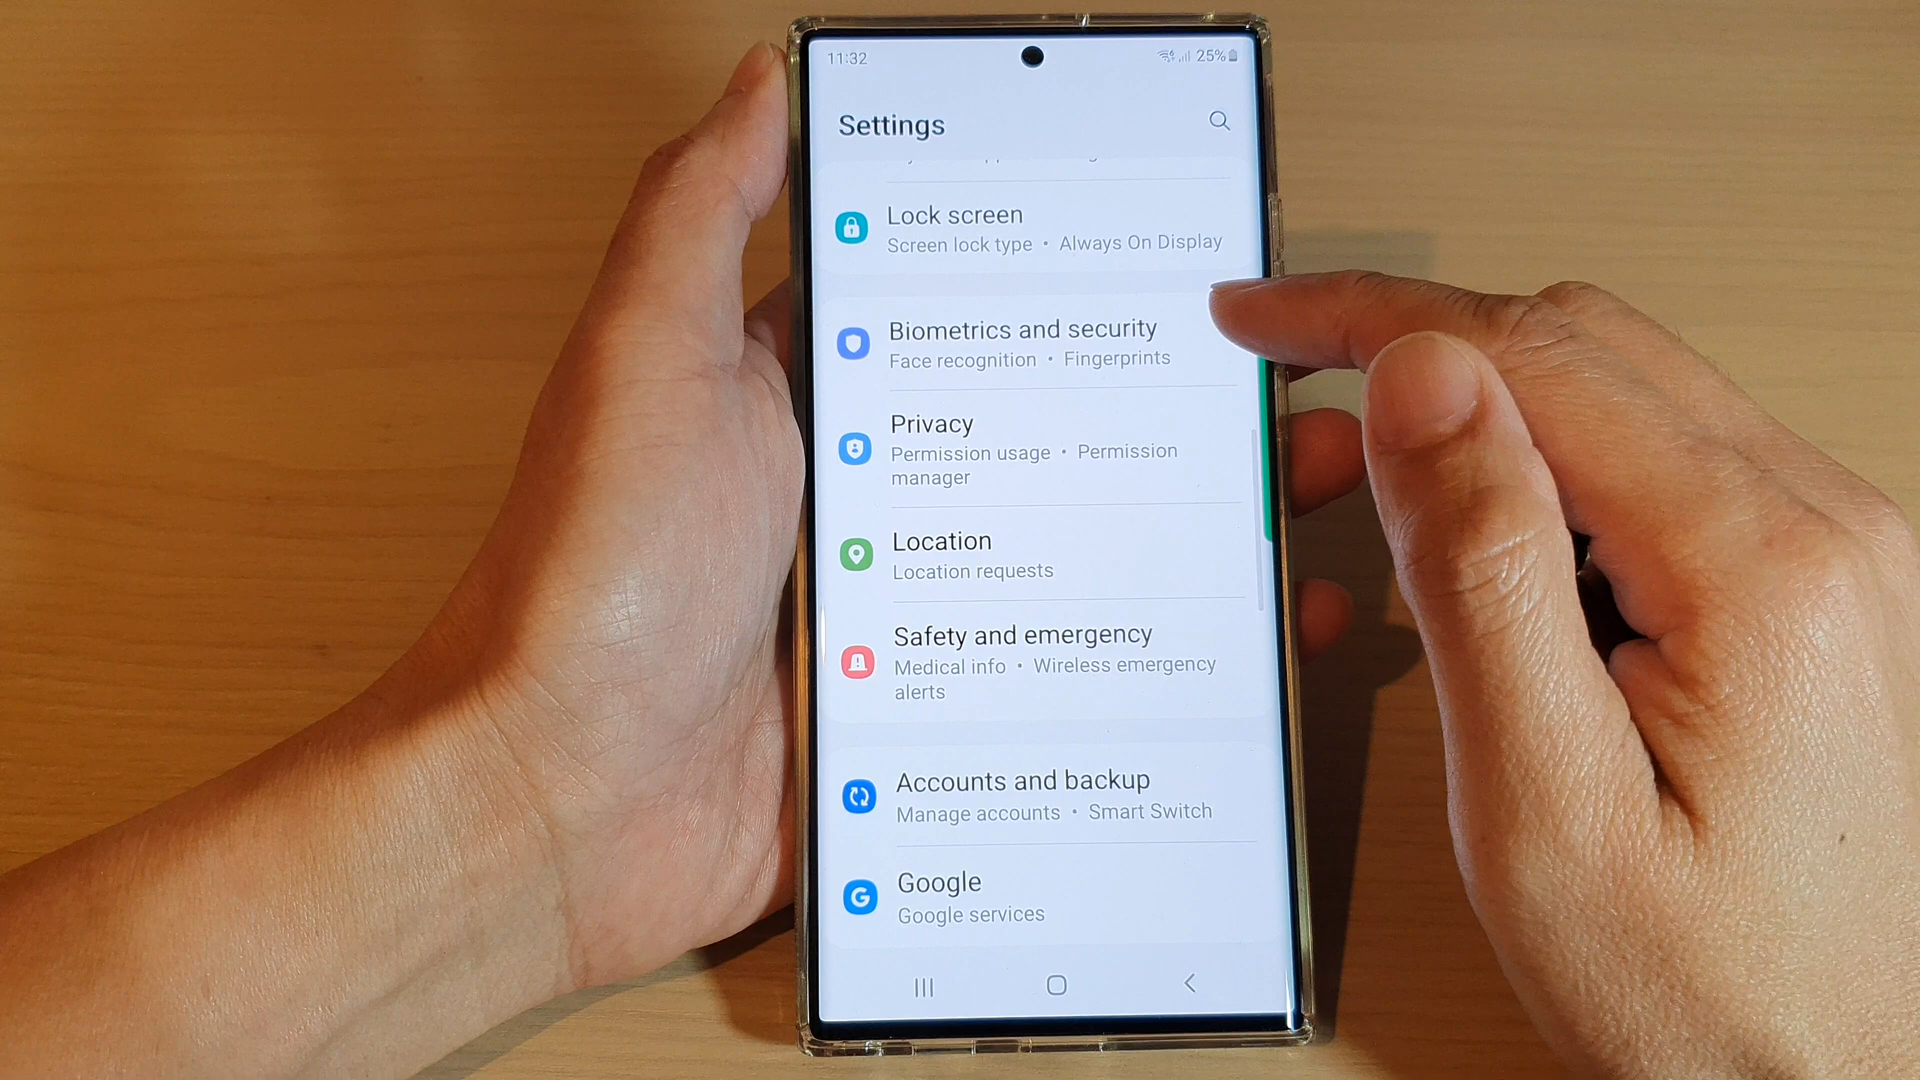 11:32 25%
Settings
Lock screen
Screen lock type • Always On Display
Biometrics and security
Face recognition • Fingerprints
Privacy
Permission usage • Permission
manager
Location
Location requests
Safety and emergency
Medical info • Wireless emergency
alerts
Accounts and backup
Manage accounts • Smart Switch
Google
Google services